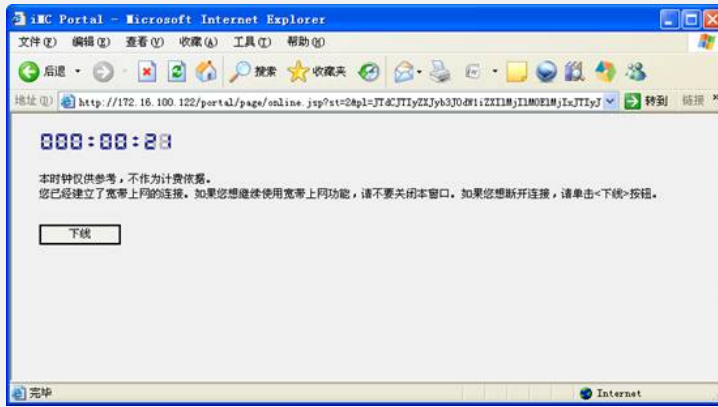 iMC Portal - Microsoft Internet Explorer
文件(F) 编辑(E) 查看(V) 收藏(A) 工具(T) 帮助(H)
后退 搜索 收藏夹
地址(D) http://172.16.100.122/portal/page/online.jsp?st=2&pl= 转到 链接 »
000:00:21
本时钟仅供参考，不作为计费依据。
您已经建立了宽带上网的连接。如果您想继续使用宽带上网功能，请不要关闭本窗口。如果您想断开连接，请单击<下线>按钮。
下线
完毕 Internet